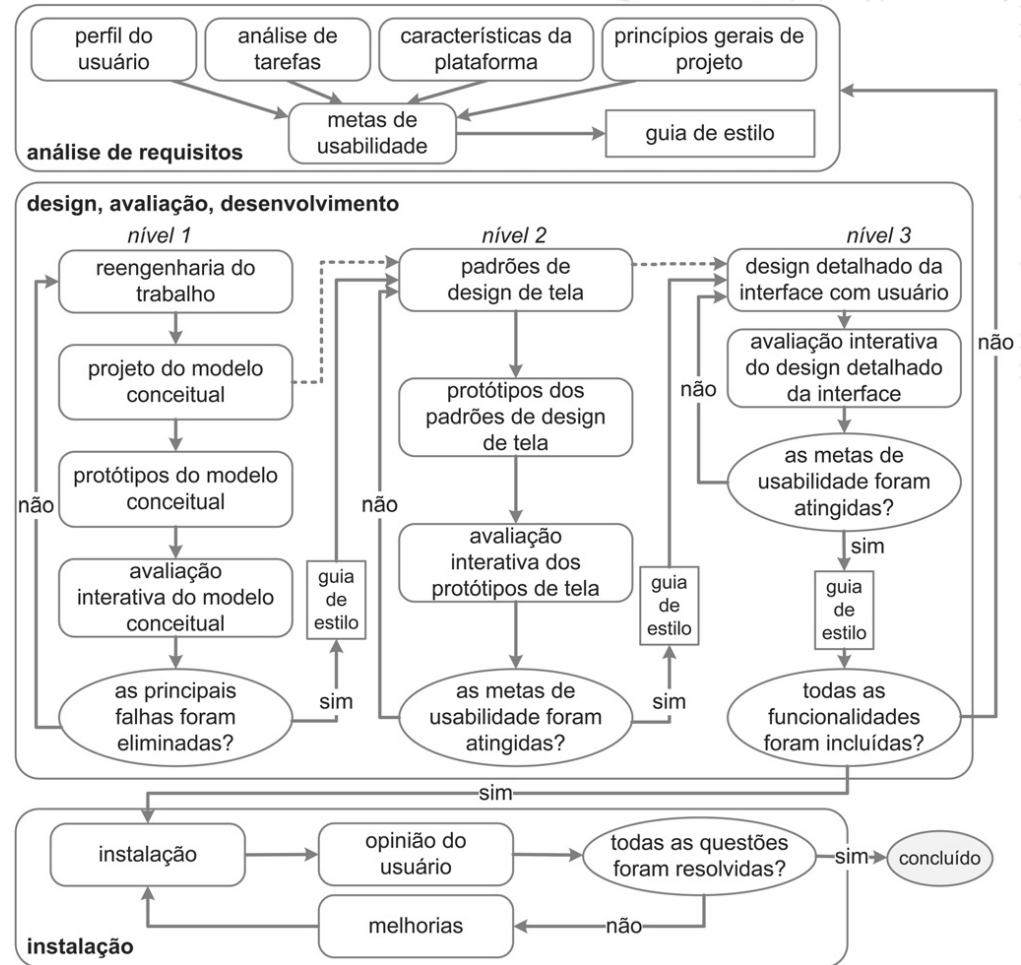 perfil do
usuário
análise de
tarefas
características da
plataforma
princípios gerais de
projeto
metas de
usabilidade
guia de estilo
análise de requisitos
design, avaliação, desenvolvimento
nível 1
reengenharia do
trabalho
projeto do modelo
conceitual
protótipos do modelo
conceitual
avaliação
interativa do modelo
conceitual
as principais
falhas foram
eliminadas?
não
sim
guia
de
estilo
nível 2
padrões de
design de tela
protótipos dos
padrões de design
de tela
avaliação
interativa dos
protótipos de tela
as metas de
usabilidade foram
atingidas?
não
sim
guia
de
estilo
nível 3
design detalhado da
interface com usuário
avaliação interativa
do design detalhado
da interface
as metas de
usabilidade foram
atingidas?
não
sim
guia
de
estilo
todas as
funcionalidades
foram incluídas?
não
sim
instalação
opinião do
usuário
todas as questões
foram resolvidas?
sim
concluído
não
melhorias
instalação